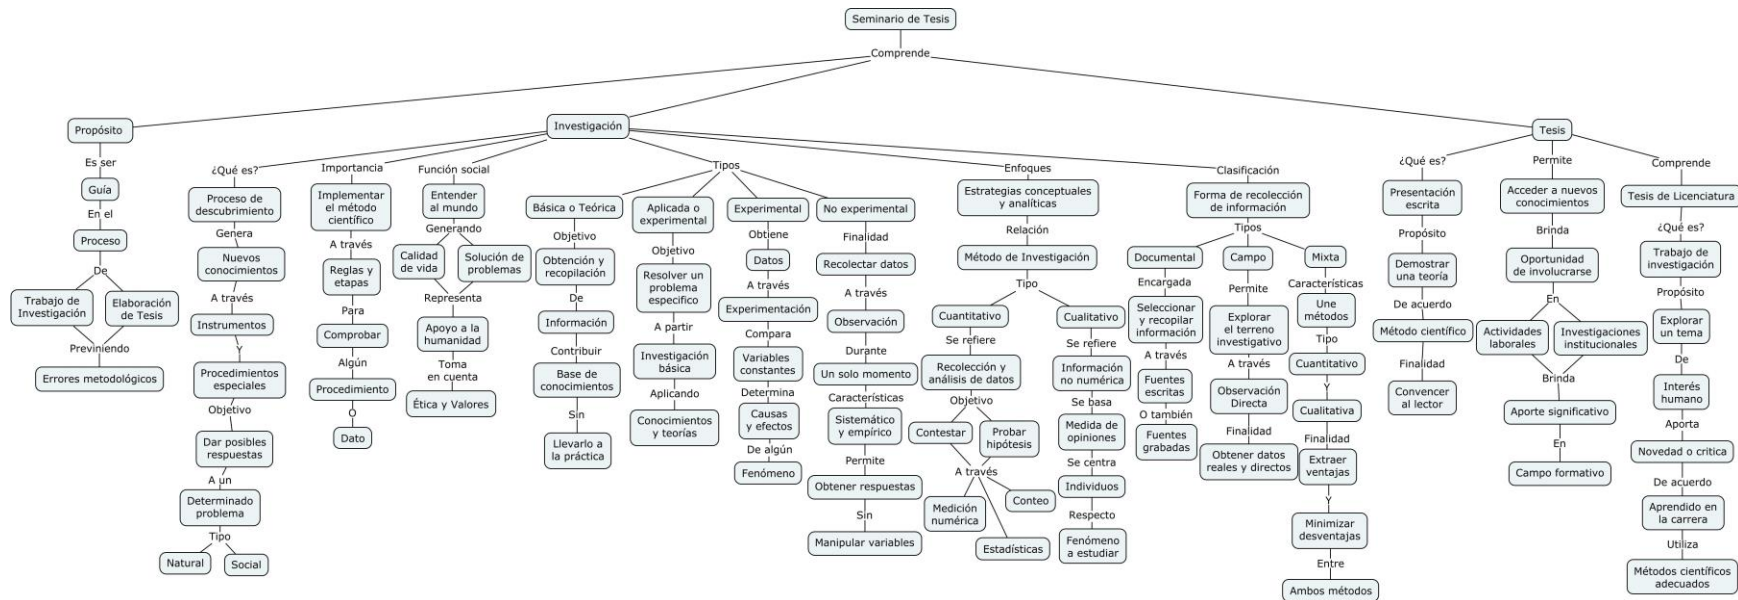 Seminario de Tesis
Comprende
Propósito
Es ser
Guía
En el
Proceso
De
Trabajo de
Investigación
Elaboración
de Tesis
Previniendo
Errores metodológicos
Investigación
¿Qué es?
Proceso de
descubrimiento
Genera
Nuevos
conocimientos
A través
Instrumentos
Y
Procedimientos
especiales
Objetivo
Dar posibles
respuestas
A un
Determinado
problema
Tipo
Natural
Social
Importancia
Implementar
el método
científico
A través
Reglas y
etapas
Para
Comprobar
Algún
Procedimiento
O
Dato
Función social
Entender
al mundo
Generando
Calidad
de vida
Solución de
problemas
Representa
Apoyo a la
humanidad
Toma
en cuenta
Ética y Valores
Tipos
Básica o Teórica
Objetivo
Obtención y
recopilación
De
Información
Contribuir
Base de
conocimientos
Sin
Llevarlo a
la práctica
Aplicada o
experimental
Objetivo
Resolver un
problema
especifico
A partir
Investigación
básica
Aplicando
Conocimientos
y teorías
Experimental
Obtiene
Datos
A través
Experimentación
Compara
Variables
constantes
Determina
Causas
y efectos
De algún
Fenómeno
No experimental
Finalidad
Recolectar datos
A través
Observación
Durante
Un solo momento
Características
Sistemático
y empírico
Permite
Obtener respuestas
Sin
Manipular variables
Enfoques
Estrategias conceptuales
y analíticas
Relación
Método de Investigación
Tipo
Cuantitativo
Se refiere
Recolección y
análisis de datos
Objetivo
Contestar
Probar
hipótesis
A través
Medición
numérica
Conteo
Estadísticas
Cualitativo
Se refiere
Información
no numérica
Se basa
Medida de
opiniones
Se centra
Individuos
Respecto
Fenómeno
a estudiar
Clasificación
Forma de recolección
de información
Tipos
Documental
Encargada
Seleccionar
y recopilar
información
A través
Fuentes
escritas
O también
Fuentes
grabadas
Campo
Permite
Explorar
el terreno
investigativo
A través
Observación
Directa
Finalidad
Obtener datos
reales y directos
Mixta
Características
Une
métodos
Tipo
Cuantitativo
Y
Cualitativa
Finalidad
Extraer
ventajas
Y
Minimizar
desventajas
Entre
Ambos métodos
Tesis
¿Qué es?
Presentación
escrita
Propósito
Demostrar
una teoría
De acuerdo
Método científico
Finalidad
Convencer
al lector
Permite
Acceder a nuevos
conocimientos
Brinda
Oportunidad
de involucrarse
En
Actividades
laborales
Investigaciones
institucionales
Brinda
Aporte significativo
En
Campo formativo
Comprende
Tesis de Licenciatura
¿Qué es?
Trabajo de
investigación
Propósito
Explorar
un tema
De
Interés
humano
Aporta
Novedad o critica
De acuerdo
Aprendido en
la carrera
Utiliza
Métodos científicos
adecuados